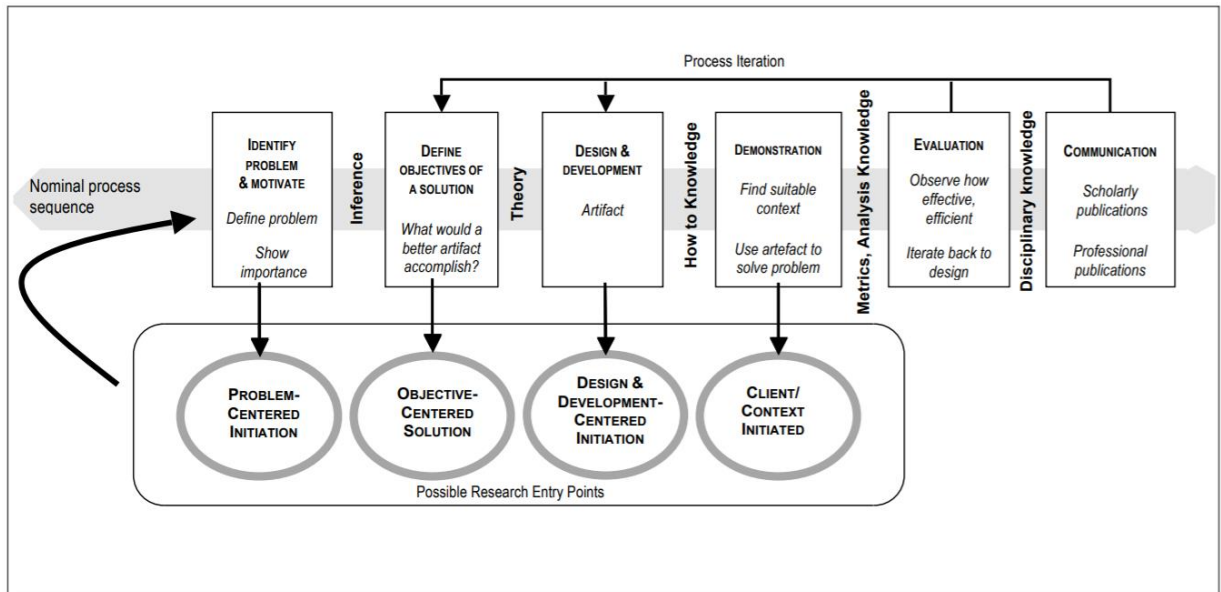 Process Iteration
Nominal process
sequence
IDENTIFY
PROBLEM
& MOTIVATE
Define problem
Show
importance
Inference
DEFINE
OBJECTIVES OF
A SOLUTION
What would a
better artifact
accomplish?
Theory
DESIGN &
DEVELOPMENT
Artifact
How to Knowledge
DEMONSTRATION
Find suitable
context
Use artefact to
solve problem
Metrics, Analysis Knowledge
EVALUATION
Observe how
effective,
efficient
Iterate back to
design
Disciplinary knowledge
COMMUNICATION
Scholarly
publications
Professional
publications
PROBLEM-
CENTERED
INITIATION
OBJECTIVE-
CENTERED
SOLUTION
DESIGN &
DEVELOPMENT-
CENTERED
INITIATION
CLIENT/
CONTEXT
INITIATED
Possible Research Entry Points